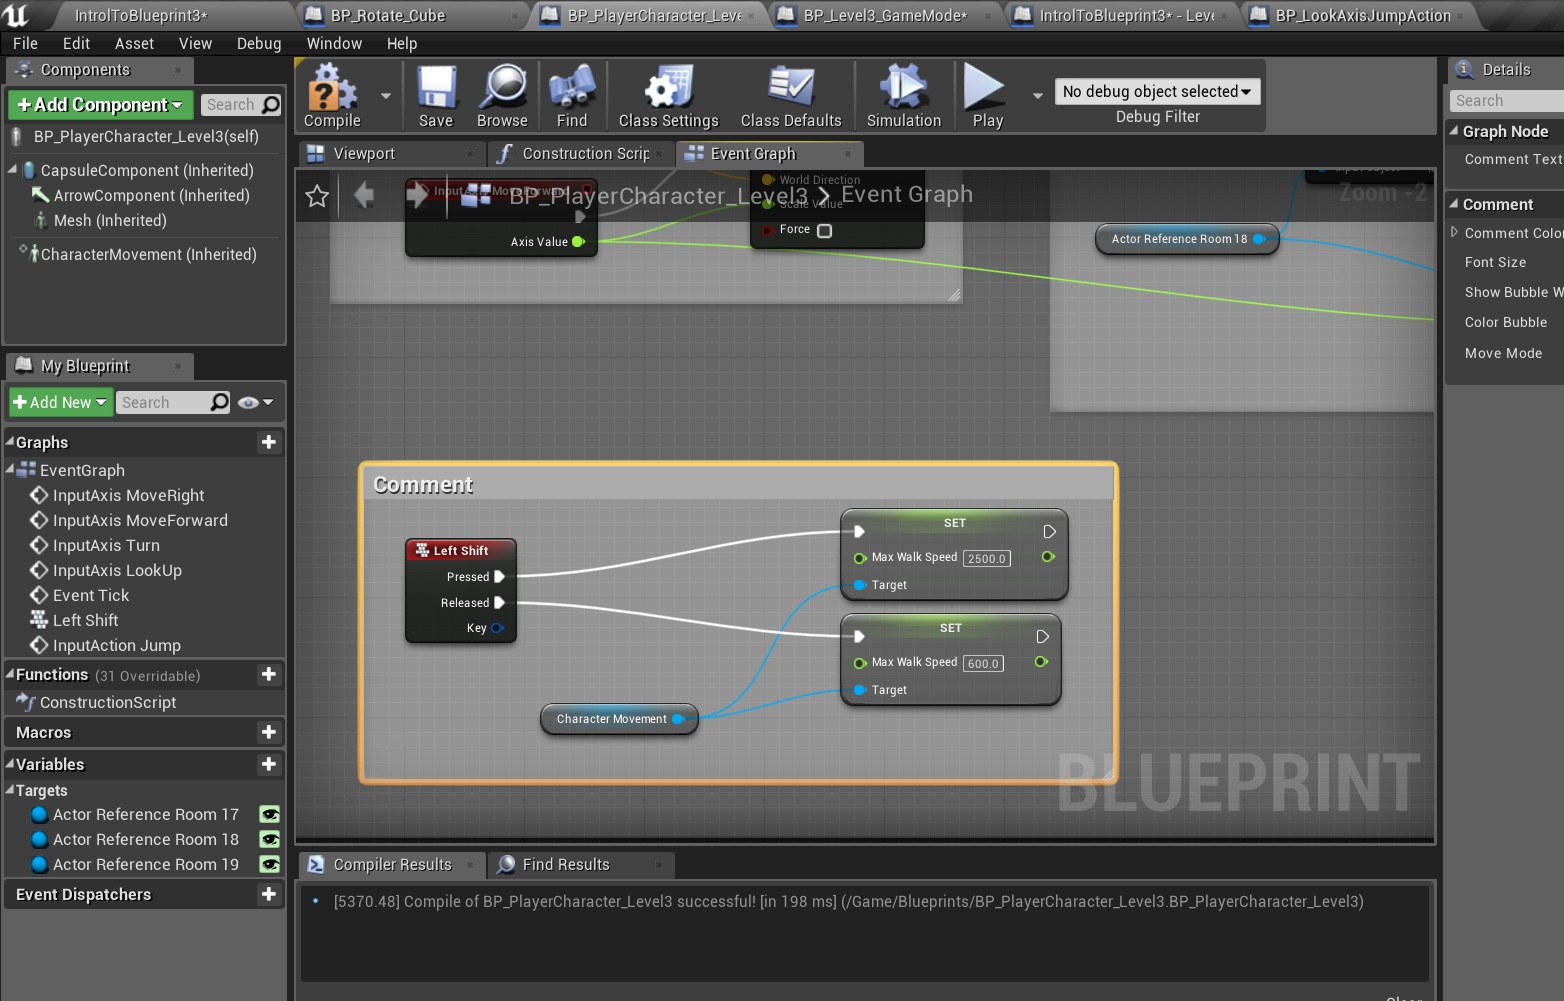 IntrolToBlueprint3*
BP_Rotate_Cube
BP_PlayerCharacter_Leve
BP_Level3_GameMode*
IntrolToBlueprint3* - Leve
BP_LookAxisJumpAction
File Edit Asset View Debug Window Help
Components
+Add Component
Search
BP_PlayerCharacter_Level3(self)
CapsuleComponent (Inherited)
ArrowComponent (Inherited)
Mesh (Inherited)
CharacterMovement (Inherited)
My Blueprint
+Add New
Search
Graphs
EventGraph
InputAxis MoveRight
InputAxis MoveForward
InputAxis Turn
InputAxis LookUp
Event Tick
Left Shift
InputAction Jump
Functions (31 Overridable)
ConstructionScript
Macros
Variables
Targets
Actor Reference Room 17
Actor Reference Room 18
Actor Reference Room 19
Event Dispatchers
Compile
Save
Browse
Find
Class Settings
Class Defaults
Simulation
Play
No debug object selected
Debug Filter
Viewport
Construction Scrip
Event Graph
BP_PlayerCharacter_Level3 > Event Graph
Zoom -2
InputAxis MoveForward
Axis Value
World Direction
Scale Value
Force
Actor Reference Room 18
Comment
Left Shift
Pressed
Released
Key
Character Movement
SET
Max Walk Speed 2500.0
Target
SET
Max Walk Speed 600.0
Target
BLUEPRINT
Compiler Results
Find Results
[5370.48] Compile of BP_PlayerCharacter_Level3 successful! [in 198 ms] (/Game/Blueprints/BP_PlayerCharacter_Level3.BP_PlayerCharacter_Level3)
Details
Search
Graph Node
Comment Text
Comment
Comment Color
Font Size
Show Bubble W
Color Bubble
Move Mode